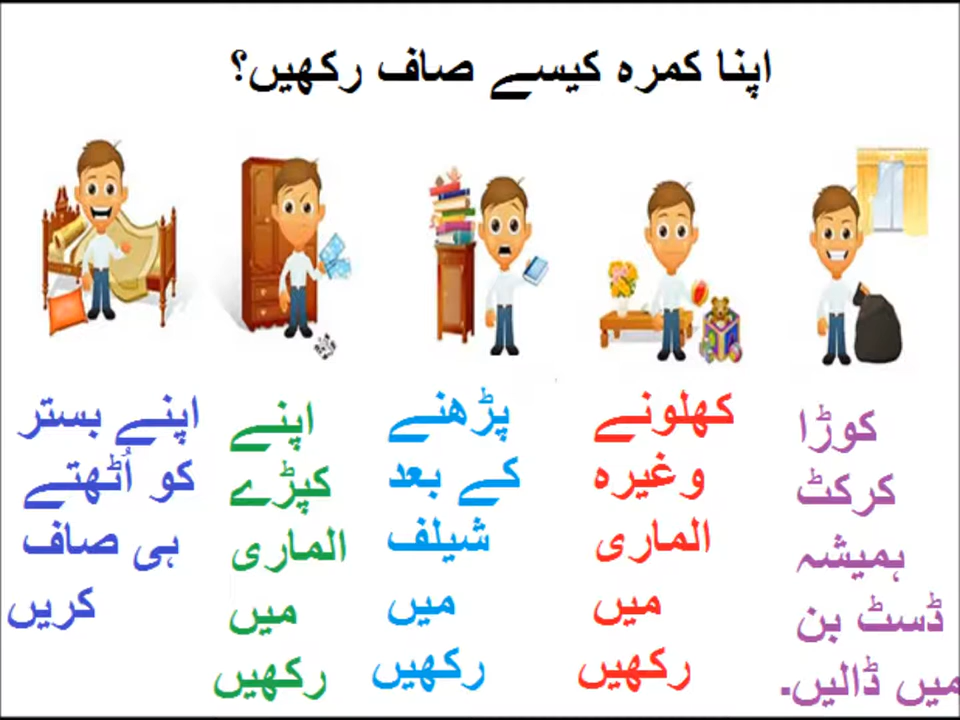 اپنا کمرہ کیسے صاف رکھیں؟
کوڑا
کرکٹ
ہمیشہ
ڈسٹ بن
میں ڈالیں۔
کھلونے
وغیرہ
الماری
میں
رکھیں
پڑھنے
کے بعد
شیلف
میں
رکھیں
اپنے
کپڑے
الماری
میں
رکھیں
اپنے بستر
کو اُٹھتے
ہی صاف
کریں